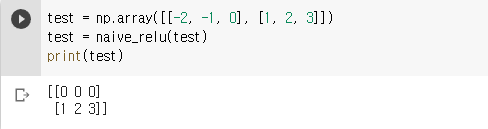 test = np.array([[-2, -1, 0], [1, 2, 3]])
test = naive_relu(test)
print(test)
[[0 0 0]
 [1 2 3]]